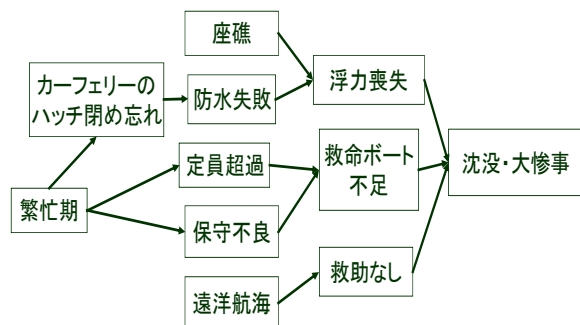 座礁
カーフェリーの
ハッチ閉め忘れ
防水失敗
浮力喪失
定員超過
救命ボート
不足
沈没・大惨事
繁忙期
保守不良
救助なし
遠洋航海